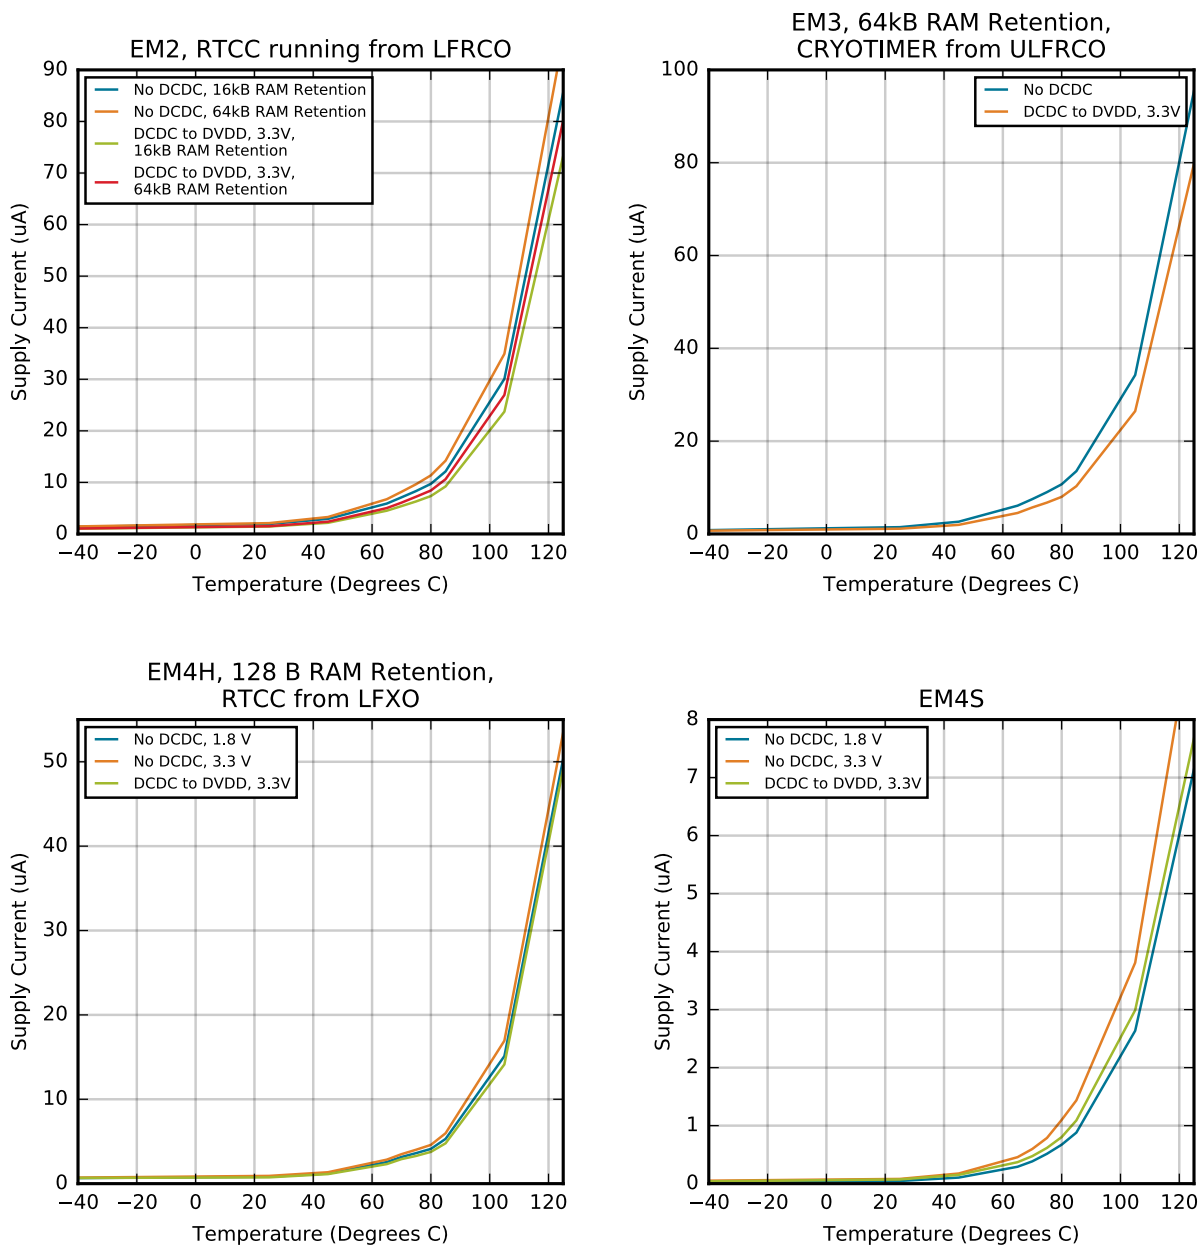 EM2, RTCC running from LFRCO
90
80
70
60
50
40
30
20
10
0
Supply Current (uA)
No DCDC, 16kB RAM Retention
No DCDC, 64kB RAM Retention
DCDC to DVDD, 3.3V,
16kB RAM Retention
DCDC to DVDD, 3.3V,
64kB RAM Retention
−40 −20 0 20 40 60 80 100 120
Temperature (Degrees C)
EM3, 64kB RAM Retention,
CRYOTIMER from ULFRCO
100
80
60
40
20
0
Supply Current (uA)
No DCDC
DCDC to DVDD, 3.3V
−40 −20 0 20 40 60 80 100 120
Temperature (Degrees C)
EM4H, 128 B RAM Retention,
RTCC from LFXO
50
40
30
20
10
0
Supply Current (uA)
No DCDC, 1.8 V
No DCDC, 3.3 V
DCDC to DVDD, 3.3V
−40 −20 0 20 40 60 80 100 120
Temperature (Degrees C)
EM4S
8
7
6
5
4
3
2
1
0
Supply Current (uA)
No DCDC, 1.8 V
No DCDC, 3.3 V
DCDC to DVDD, 3.3V
−40 −20 0 20 40 60 80 100 120
Temperature (Degrees C)